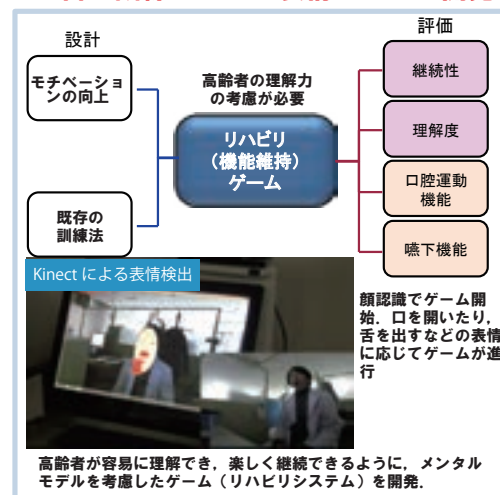 設計
モチベーショ
ンの向上
既存の
訓練法
高齢者の理解力
の考慮が必要
リハビリ
（機能維持）
ゲーム
評価
継続性
理解度
口腔運動
機能
嚥下機能
Kinect による表情検出
顔認識でゲーム開
始．口を開いたり，
舌を出すなどの表情
に応じてゲームが進
行
高齢者が容易に理解でき，楽しく継続できるように，メンタル
モデルを考慮したゲーム（リハビリシステム）を開発．